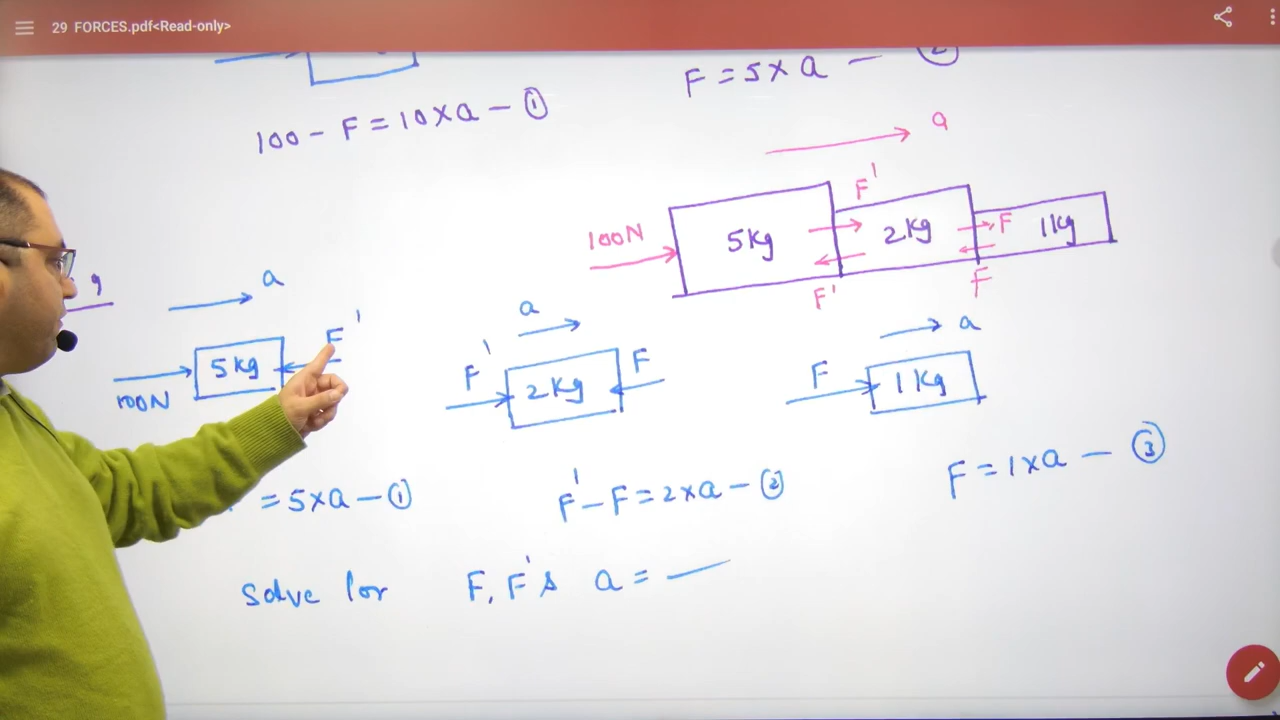 29 FORCES.pdf<Read-only>
F = 5 x a — ②
100 - F = 10 x a - ①
a
F'
100N
5kg
2kg
F
1kg
F'
F
g
a
100N
5kg
F'
a
F'
2kg
F
a
F
1kg
= 5 x a - ①
F' - F = 2 x a - ②
F = 1 x a — ③
Solve for F, F' & a = —